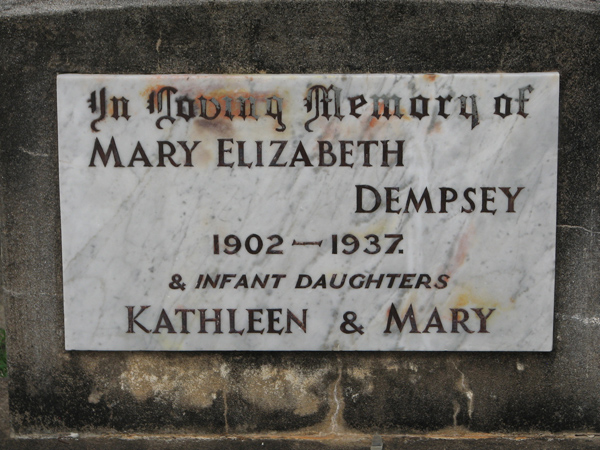 In Loving Memory of
MARY ELIZABETH
DEMPSEY
1902 — 1937.
& INFANT DAUGHTERS
KATHLEEN & MARY